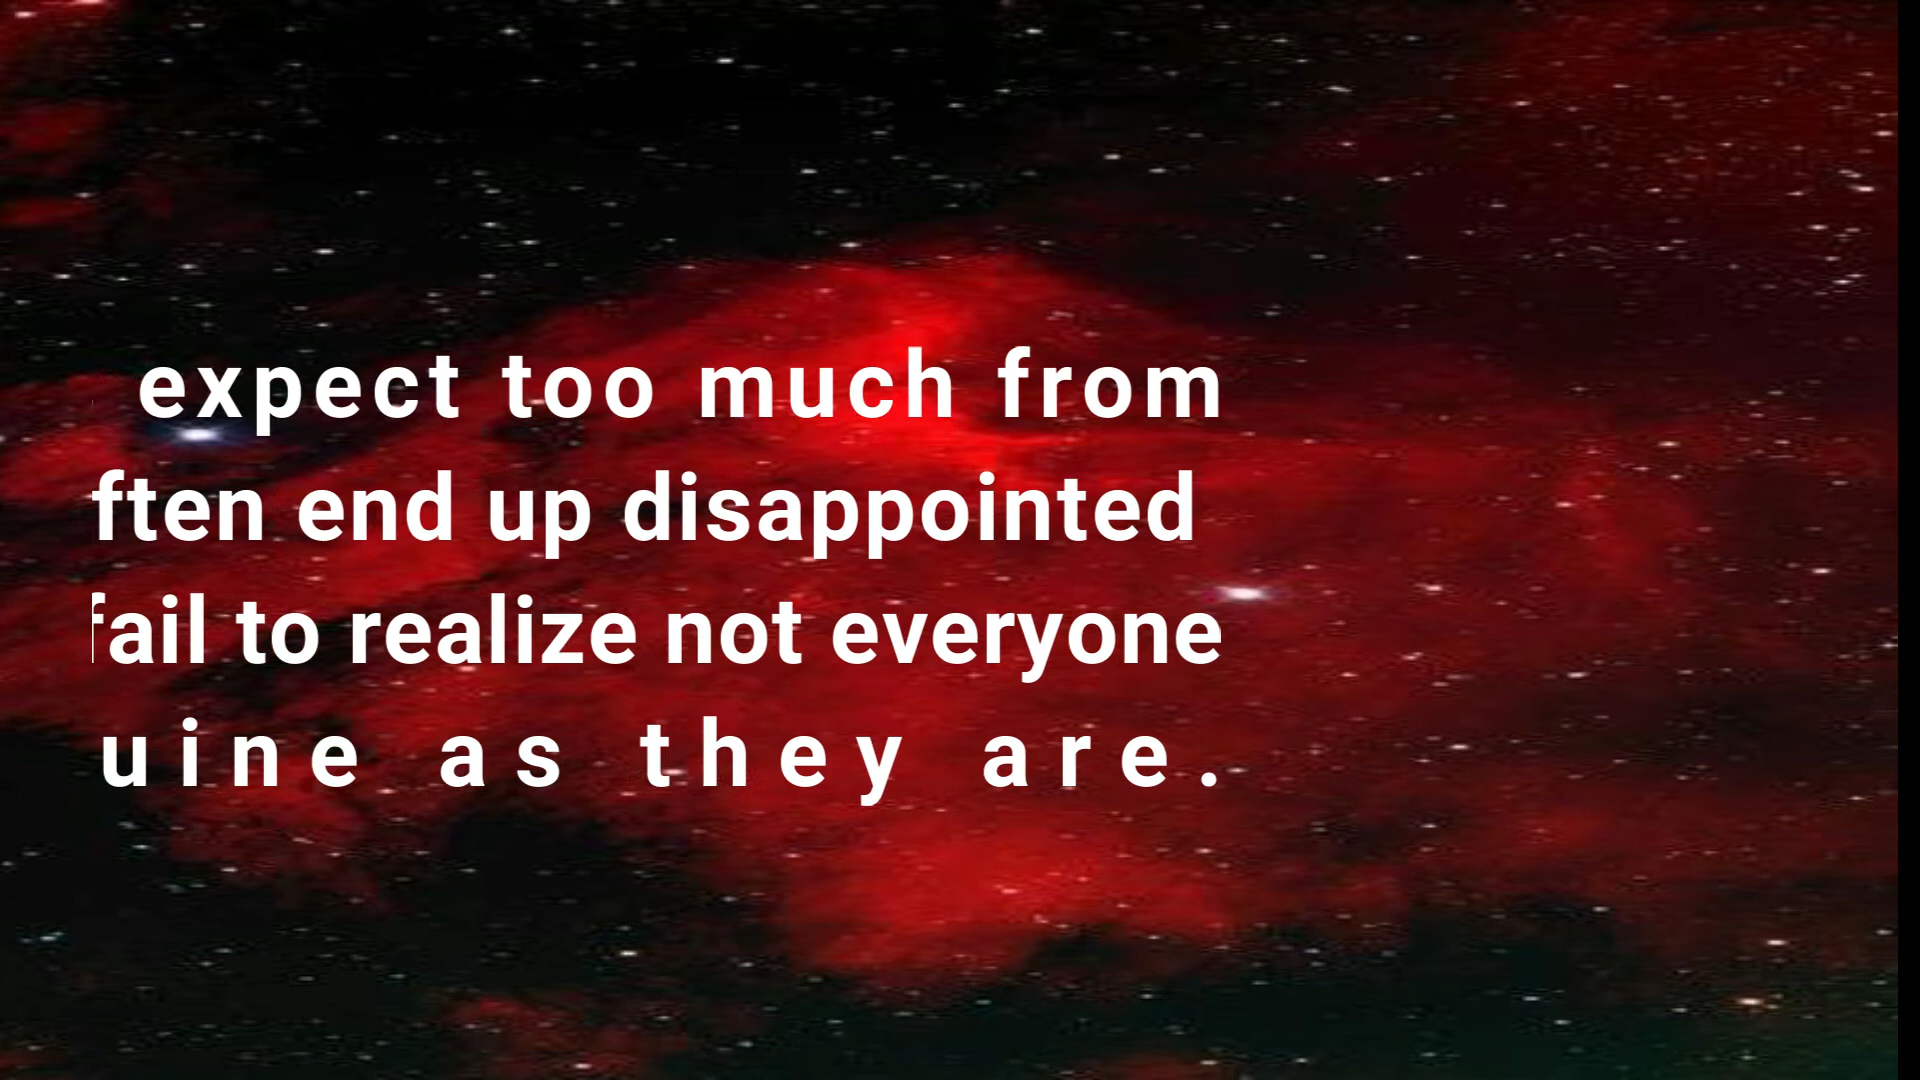 expect too much from
ften end up disappointed
fail to realize not everyone
uine as they are.